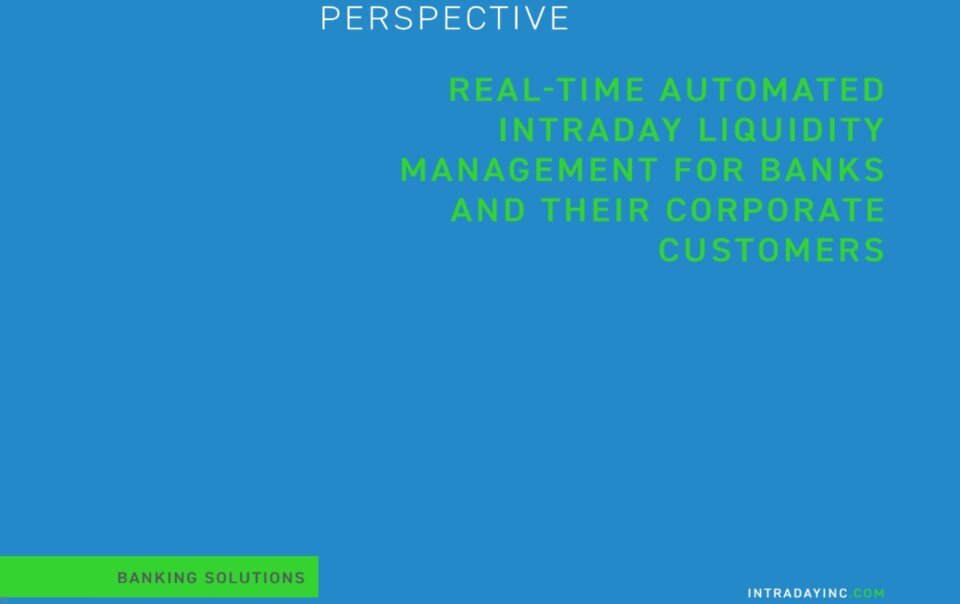 PERSPECTIVE
REAL-TIME AUTOMATED
INTRADAY LIQUIDITY
MANAGEMENT FOR BANKS
AND THEIR CORPORATE
CUSTOMERS
BANKING SOLUTIONS
INTRADAYINC.COM